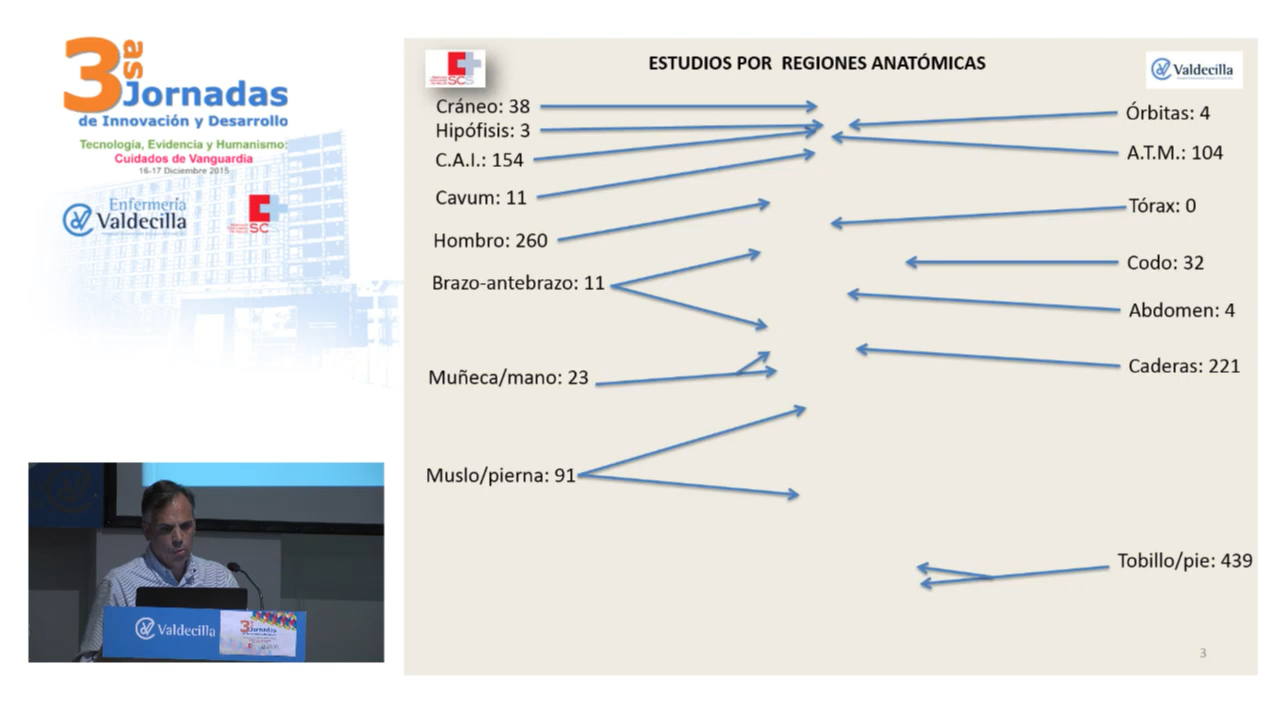 3as
Jornadas
de Innovación y Desarrollo
Tecnología, Evidencia y Humanismo:
Cuidados de Vanguardia
16-17 Diciembre 2015
Enfermería
Valdecilla
SC
Valdecilla
3as Jornadas
SCS
ESTUDIOS POR REGIONES ANATÓMICAS
Valdecilla
Cráneo: 38
Hipófisis: 3
C.A.I.: 154
Cavum: 11
Hombro: 260
Brazo-antebrazo: 11
Muñeca/mano: 23
Muslo/pierna: 91
Órbitas: 4
A.T.M.: 104
Tórax: 0
Codo: 32
Abdomen: 4
Caderas: 221
Tobillo/pie: 439
3